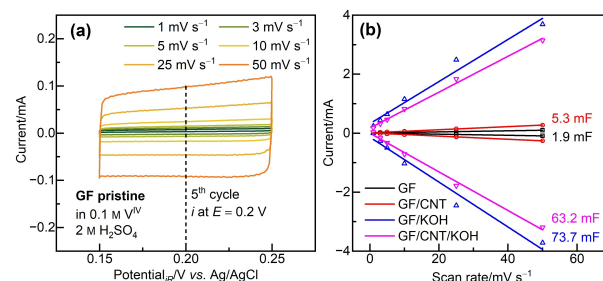 (a)
1 mV s⁻¹
3 mV s⁻¹
5 mV s⁻¹
10 mV s⁻¹
25 mV s⁻¹
50 mV s⁻¹
0.2
0.1
0.0
−0.1
−0.2
Current/mA
GF pristine
in 0.1 M Vᴵⱽ
2 M H₂SO₄
5ᵗʰ cycle
i at E = 0.2 V
0.15
0.20
0.25
Potential_iR/V vs. Ag/AgCl
(b)
4
2
0
−2
−4
Current/mA
5.3 mF
1.9 mF
GF
GF/CNT
GF/KOH
GF/CNT/KOH
63.2 mF
73.7 mF
0
20
40
60
Scan rate/mV s⁻¹